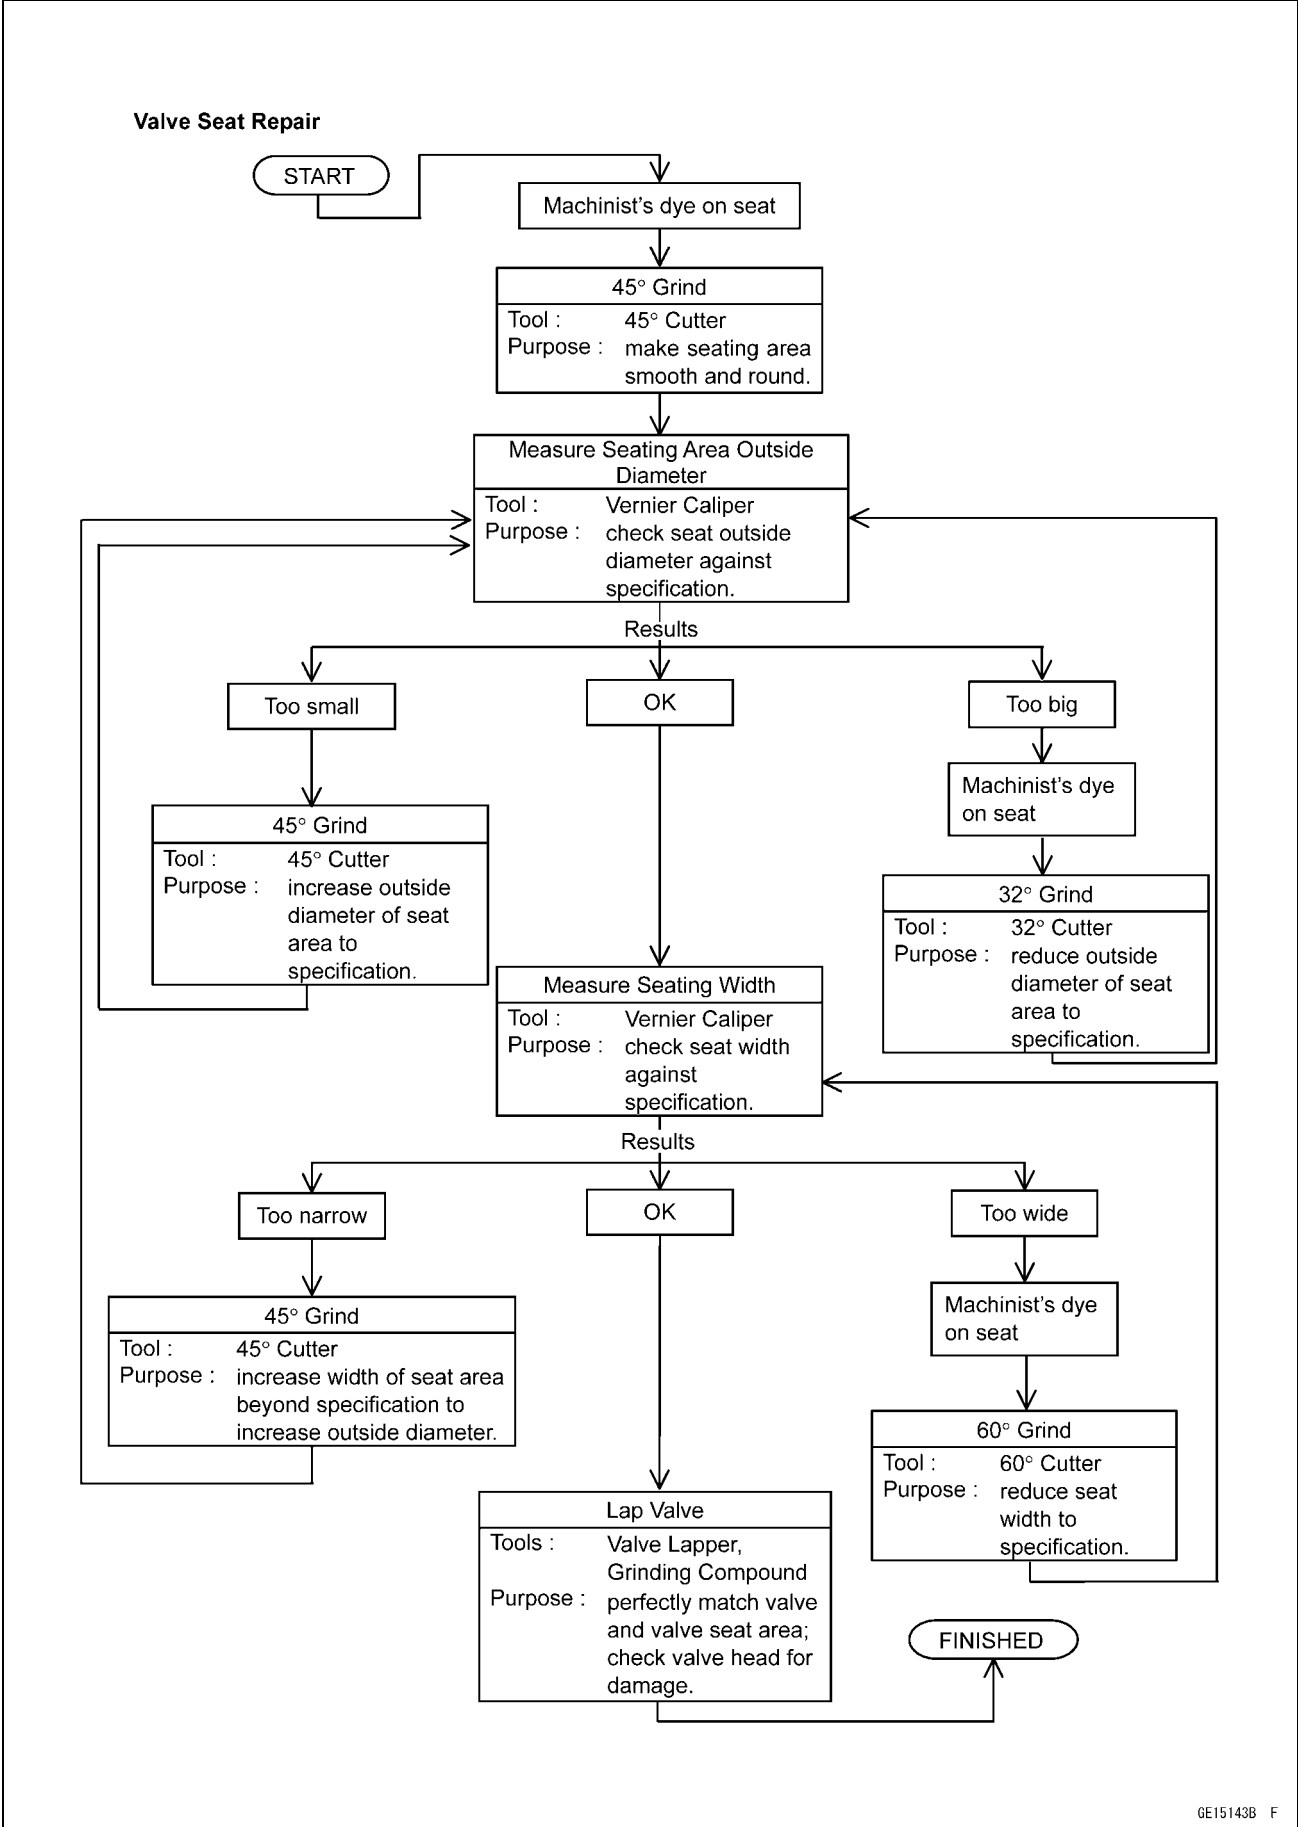 Valve Seat Repair
START
Machinist's dye on seat
45° Grind
Tool : 45° Cutter
Purpose : make seating area
smooth and round.
Measure Seating Area Outside
Diameter
Tool : Vernier Caliper
Purpose : check seat outside
diameter against
specification.
Results
Too small
OK
Too big
Machinist's dye
on seat
45° Grind
Tool : 45° Cutter
Purpose : increase outside
diameter of seat
area to
specification.
32° Grind
Tool : 32° Cutter
Purpose : reduce outside
diameter of seat
area to
specification.
Measure Seating Width
Tool : Vernier Caliper
Purpose : check seat width
against
specification.
Results
Too narrow
OK
Too wide
Machinist's dye
on seat
45° Grind
Tool : 45° Cutter
Purpose : increase width of seat area
beyond specification to
increase outside diameter.
60° Grind
Tool : 60° Cutter
Purpose : reduce seat
width to
specification.
Lap Valve
Tools : Valve Lapper,
Grinding Compound
Purpose : perfectly match valve
and valve seat area;
check valve head for
damage.
FINISHED
GE15143B F